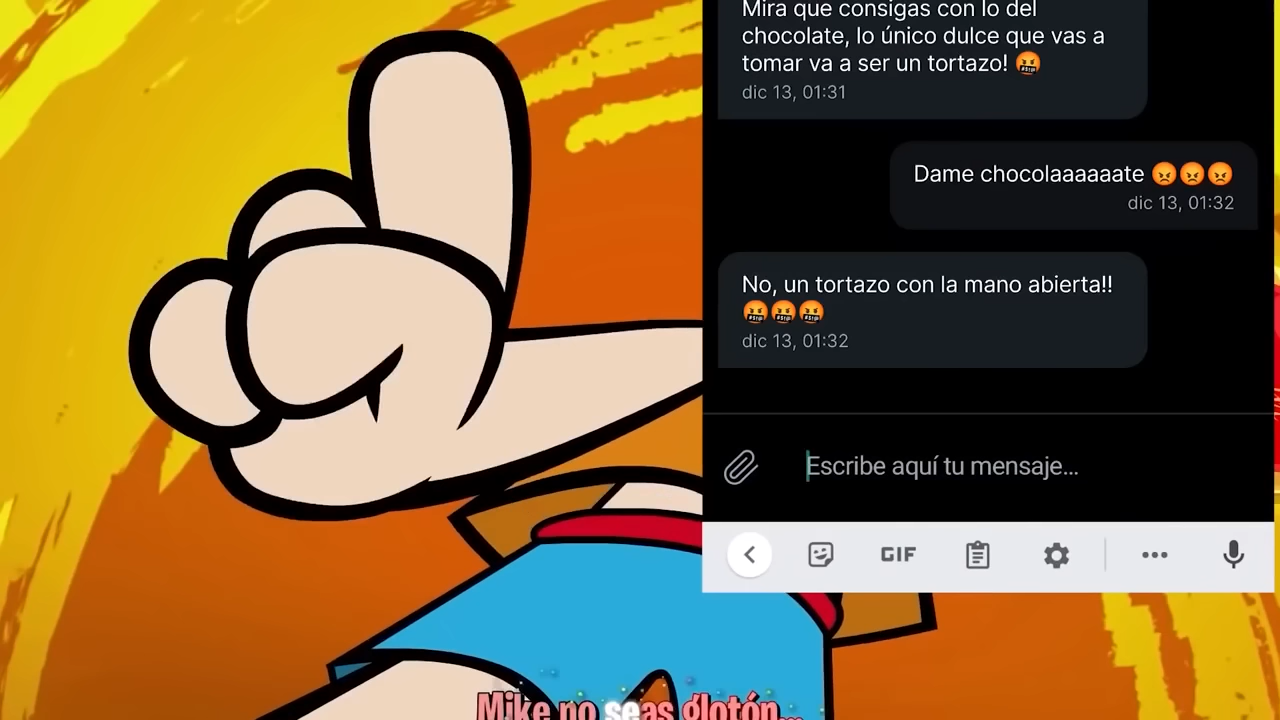 Mira que consigas con lo del
chocolate, lo único dulce que vas a
tomar va a ser un tortazo! 🤬
dic 13, 01:31
Dame chocolaaaaaate 😡😡😡
dic 13, 01:32
No, un tortazo con la mano abierta!!
🤬🤬🤬
dic 13, 01:32
Escribe aquí tu mensaje...
GIF
Mike no seas glotón...